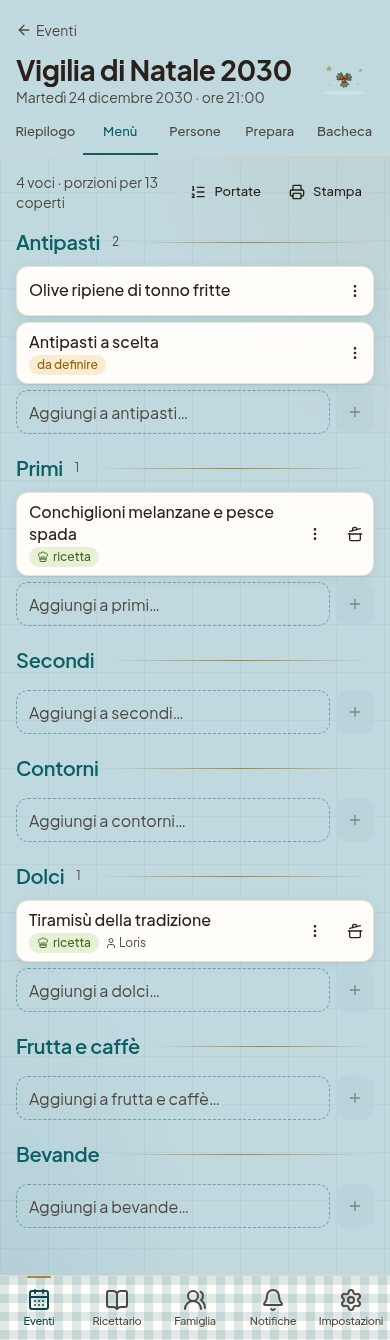 Eventi
Vigilia di Natale 2030
Martedì 24 dicembre 2030 · ore 21:00
Riepilogo Menù Persone Prepara Bacheca
4 voci · porzioni per 13
coperti
Portate Stampa
Antipasti 2
Olive ripiene di tonno fritte
Antipasti a scelta
da definire
Aggiungi a antipasti…
Primi 1
Conchiglioni melanzane e pesce
spada
ricetta
Aggiungi a primi…
Secondi
Aggiungi a secondi…
Contorni
Aggiungi a contorni…
Dolci 1
Tiramisù della tradizione
ricetta Loris
Aggiungi a dolci…
Frutta e caffè
Aggiungi a frutta e caffè…
Bevande
Aggiungi a bevande…
Eventi Ricettario Famiglia Notifiche Impostazioni